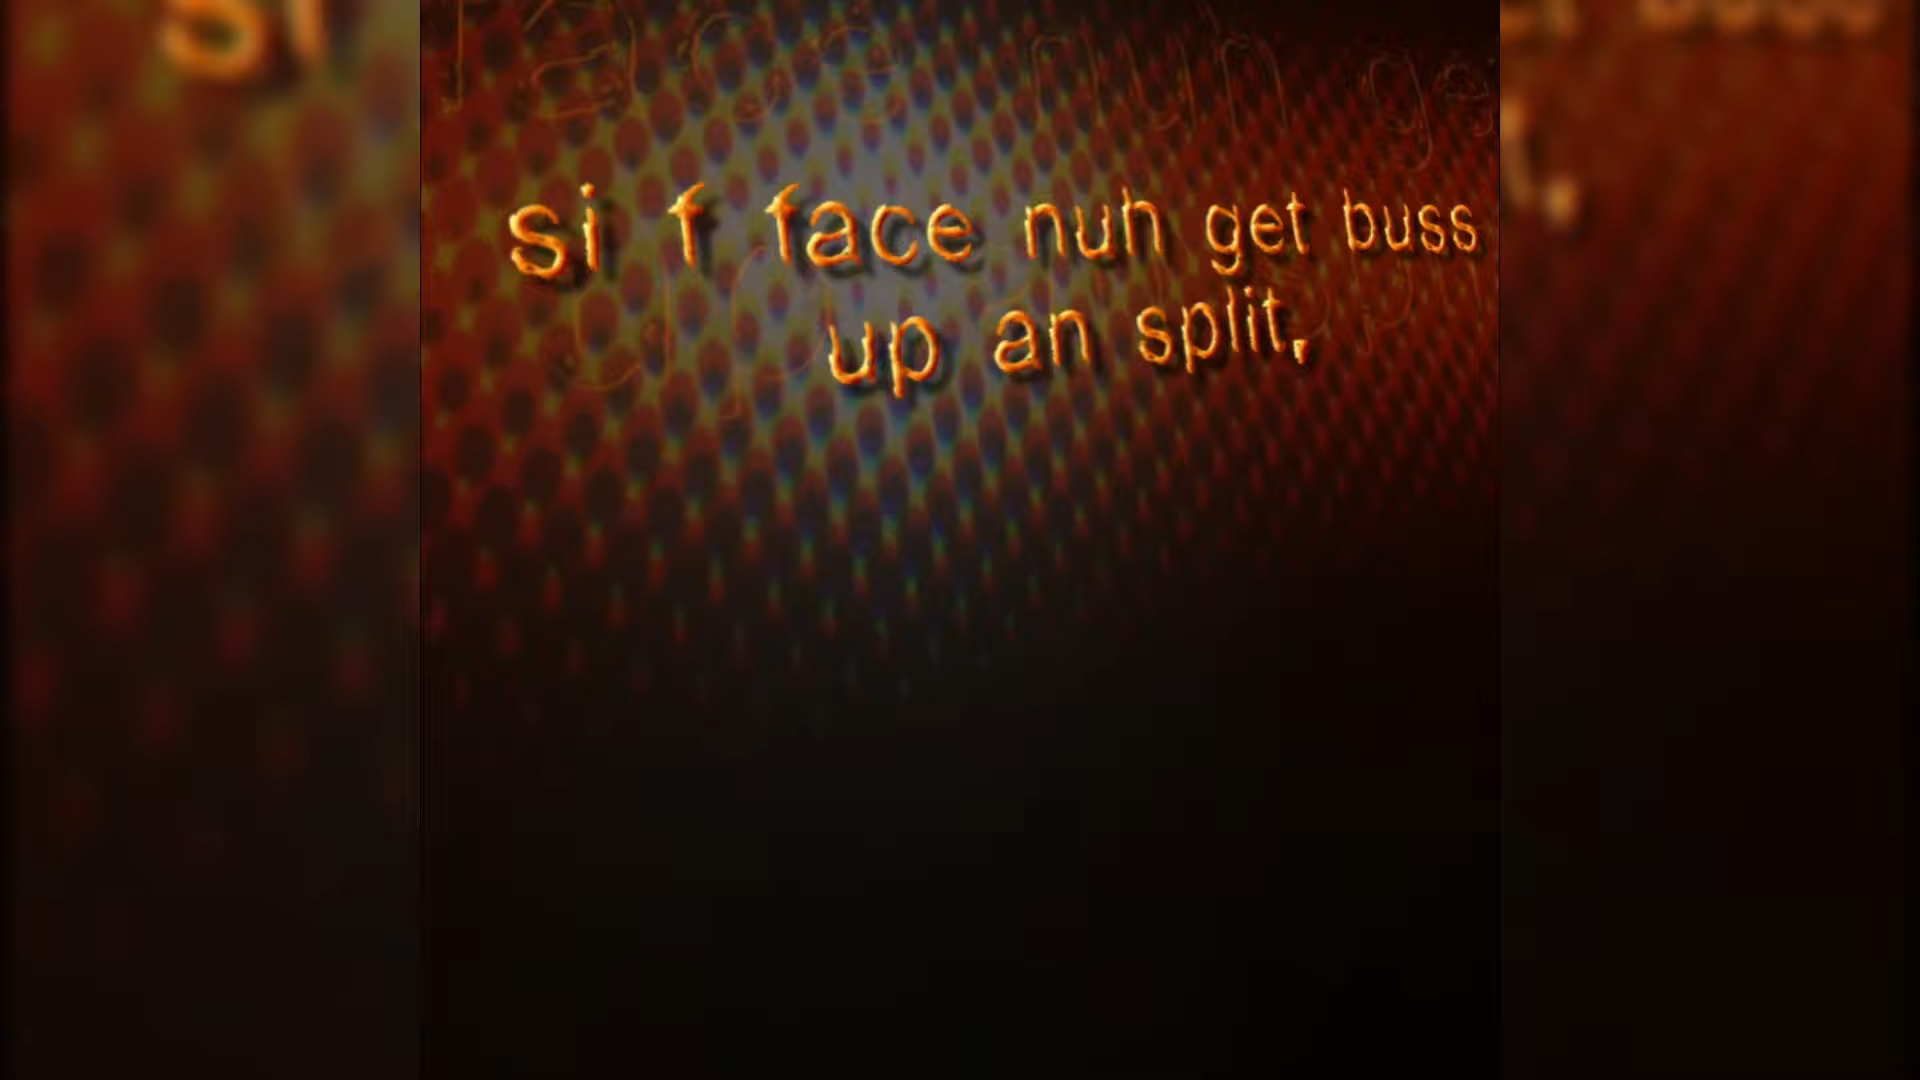 si f face nuh get buss
up an split,